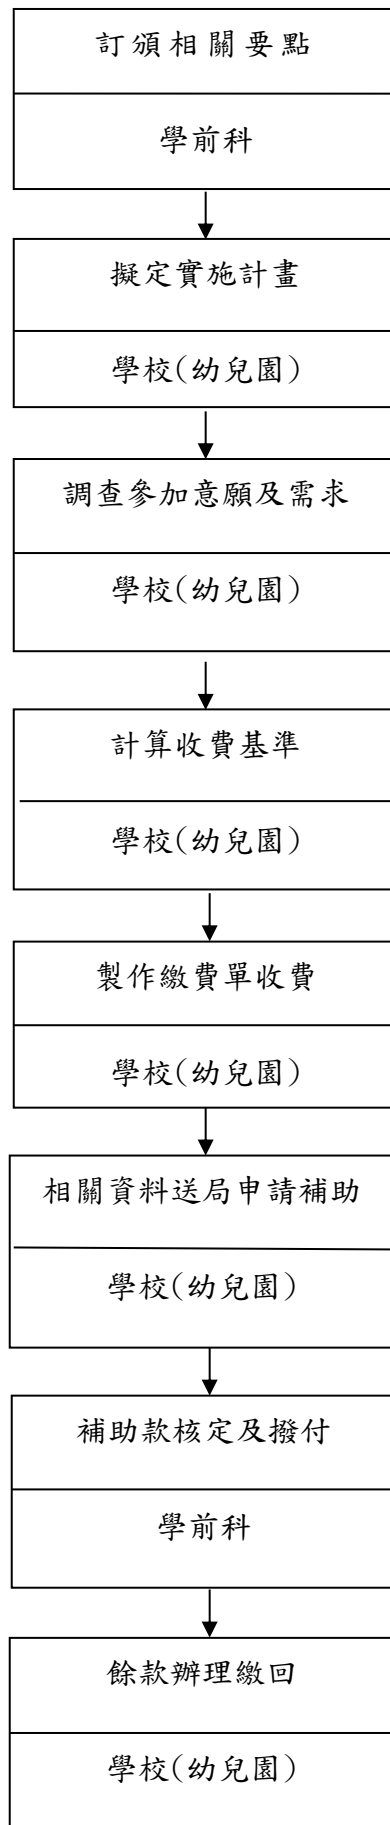 訂頒相關要點
學前科
擬定實施計畫
學校(幼兒園)
調查參加意願及需求
學校(幼兒園)
計算收費基準
學校(幼兒園)
製作繳費單收費
學校(幼兒園)
相關資料送局申請補助
學校(幼兒園)
補助款核定及撥付
學前科
餘款辦理繳回
學校(幼兒園)